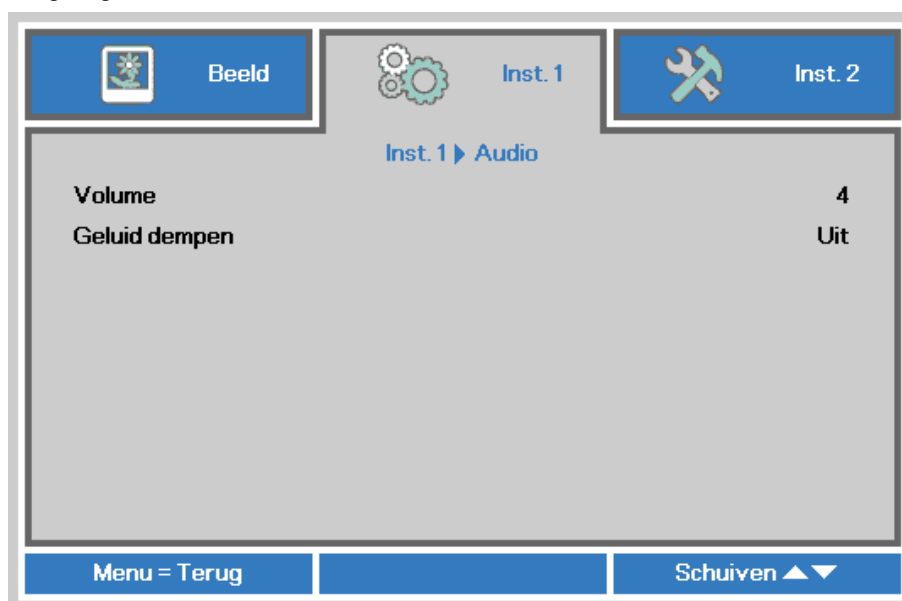 Beeld
Inst. 1
Inst. 2
Inst. 1 ▶ Audio
Volume 4
Geluid dempen Uit
Menu = Terug
Schuiven ▲▼